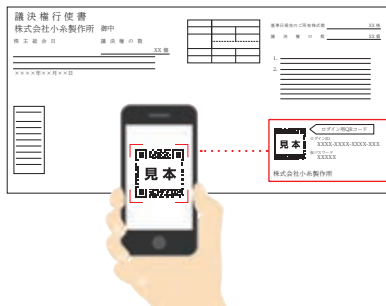 議決権行使書
株式会社小糸製作所 御中
株主総会日 議決権の数 XX個
××××年××月××日
基準日現在のご所有株式数 XX株
議決権の数 XX個
1.
2.
見本
見本
ログイン用QRコード
ログインID
XXXX-XXXX-XXXX-XXX
仮パスワード
XXXXX
株式会社小糸製作所